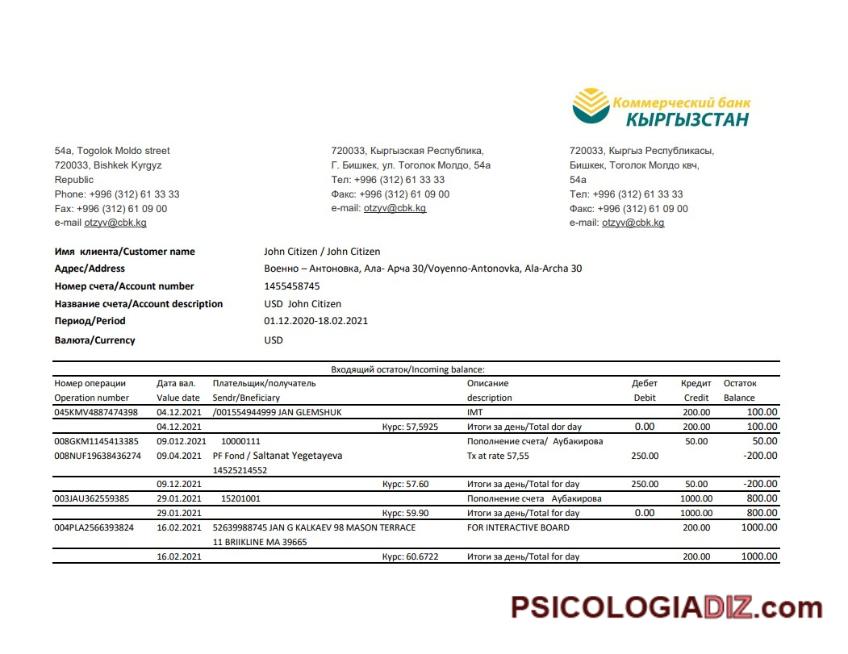 Коммерческий банк
КЫРГЫЗСТАН
54a, Togolok Moldo street
720033, Bishkek Kyrgyz
Republic
Phone: +996 (312) 61 33 33
Fax: +996 (312) 61 09 00
e-mail otzyv@cbk.kg
720033, Кыргызская Республика,
Г. Бишкек, ул. Тоголок Молдо, 54а
Тел: +996 (312) 61 33 33
Факс: +996 (312) 61 09 00
e-mail: otzyv@cbk.kg
720033, Кыргыз Республикасы,
Бишкек, Тоголок Молдо квч,
54а
Тел: +996 (312) 61 33 33
Факс: +996 (312) 61 09 00
e-mail: otzyv@cbk.kg
Имя клиента/Customer name John Citizen / John Citizen
Адрес/Address Военно – Антоновка, Ала- Арча 30/Voyenno-Antonovka, Ala-Archa 30
Номер счета/Account number 1455458745
Название счета/Account description USD John Citizen
Период/Period 01.12.2020-18.02.2021
Валюта/Currency USD
Входящий остаток/Incoming balance:
Номер операции Дата вал. Плательщик/получатель Описание Дебет Кредит Остаток
Operation number Value date Sendr/Bneficiary description Debit Credit Balance
045KMV4887474398 04.12.2021 /001554944999 JAN GLEMSHUK IMT 200.00 100.00
04.12.2021 Курс: 57,5925 Итоги за день/Total dor day 0.00 200.00 100.00
008GKM1145413385 09.012.2021 10000111 Пополнение счета/ Аубакирова 50.00 50.00
008NUF19638436274 09.04.2021 PF Fond / Saltanat Yegetayeva Tx at rate 57,55 250.00 -200.00
14525214552
09.12.2021 Курс: 57.60 Итоги за день/Total for day 250.00 50.00 -200.00
003JAU362559385 29.01.2021 15201001 Пополнение счета Аубакирова 1000.00 800.00
29.01.2021 Курс: 59.90 Итоги за день/Total for day 0.00 1000.00 800.00
004PLA2566393824 16.02.2021 52639988745 JAN G KALKAEV 98 MASON TERRACE FOR INTERACTIVE BOARD 200.00 1000.00
11 BRIIKLINE MA 39665
16.02.2021 Курс: 60.6722 Итоги за день/Total for day 200.00 1000.00
PSICOLOGIADIZ.com